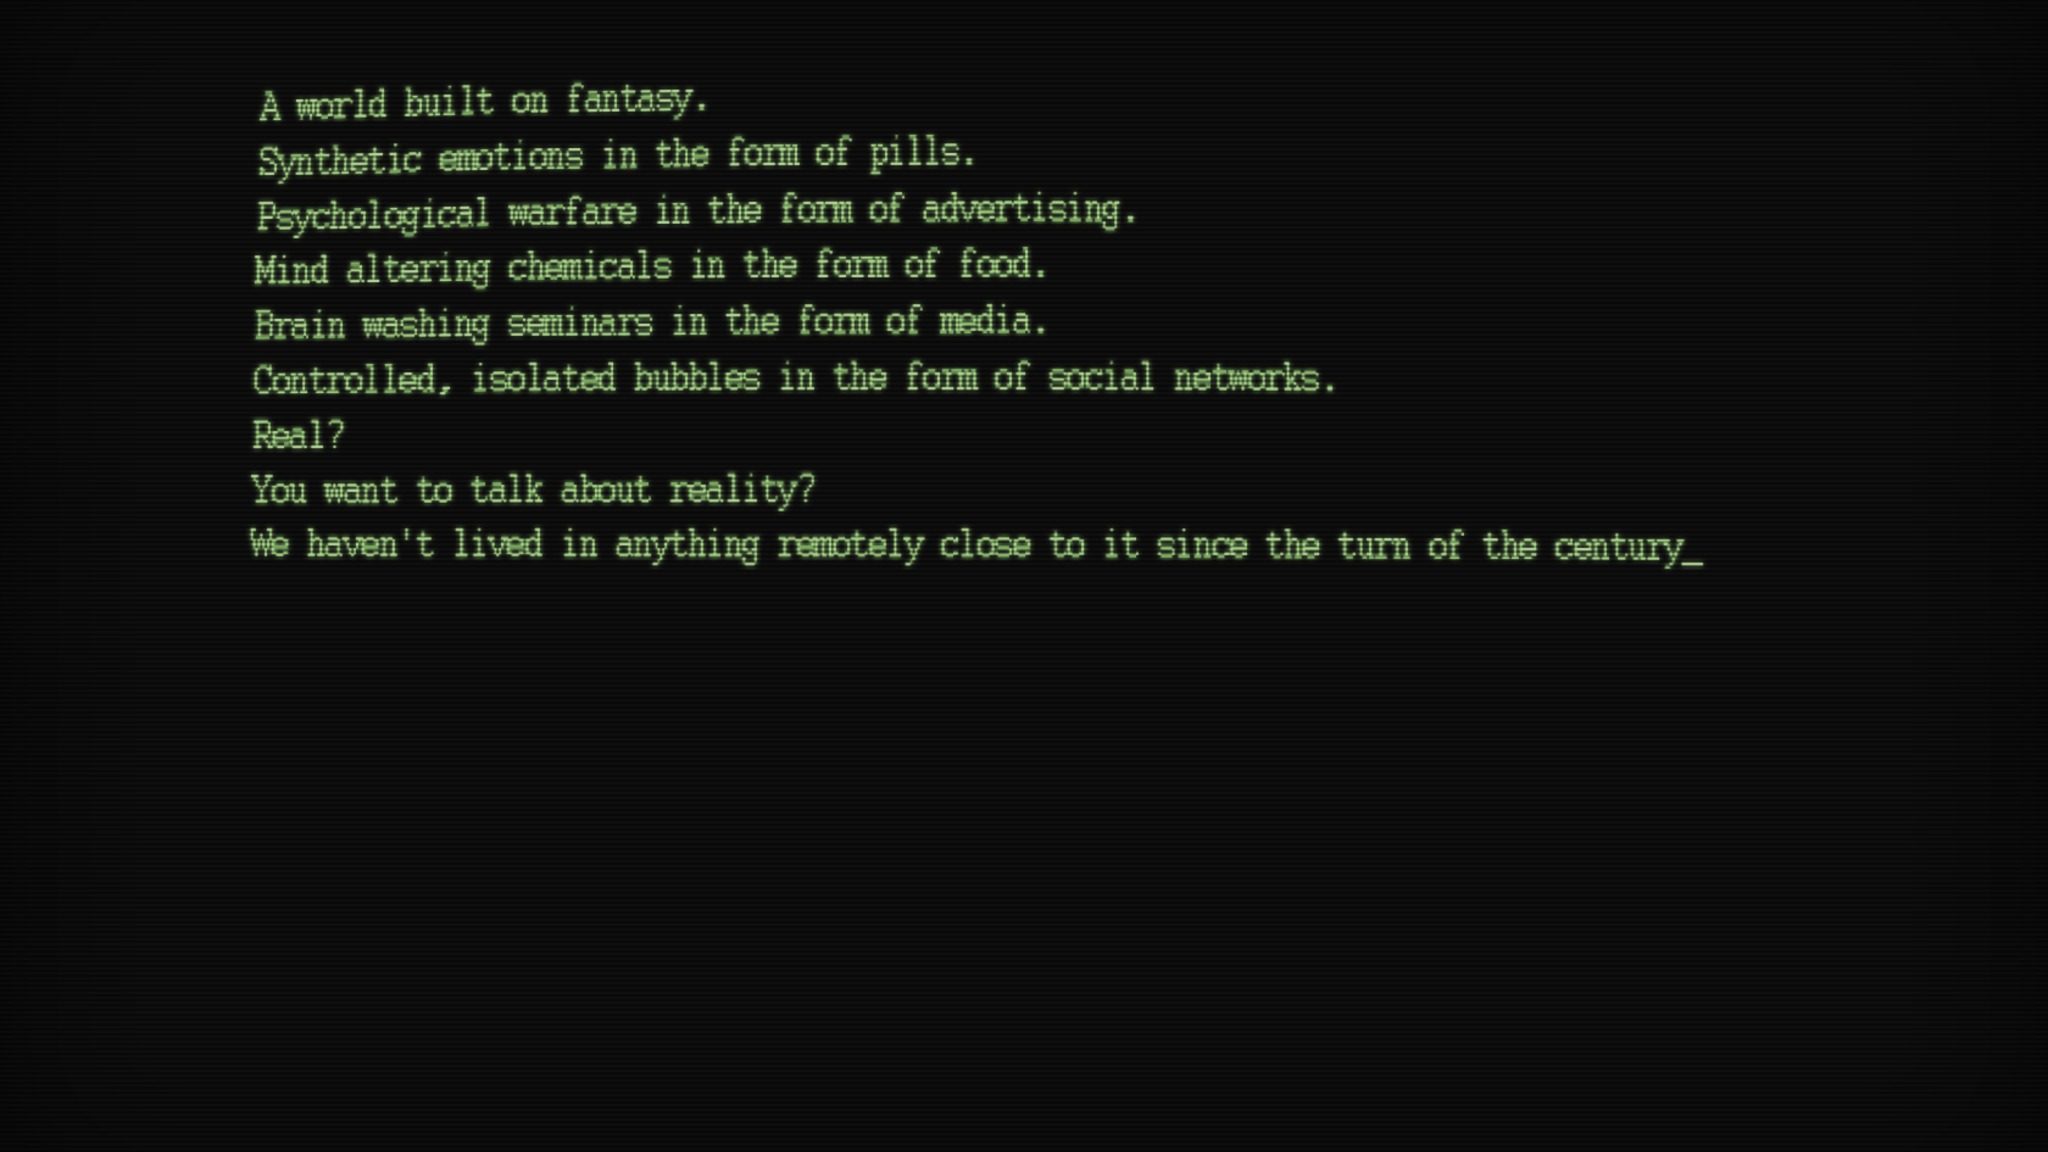 A world built on fantasy.
Synthetic emotions in the form of pills.
Psychological warfare in the form of advertising.
Mind altering chemicals in the form of food.
Brain washing seminars in the form of media.
Controlled, isolated bubbles in the form of social networks.
Real?
You want to talk about reality?
We haven't lived in anything remotely close to it since the turn of the century_